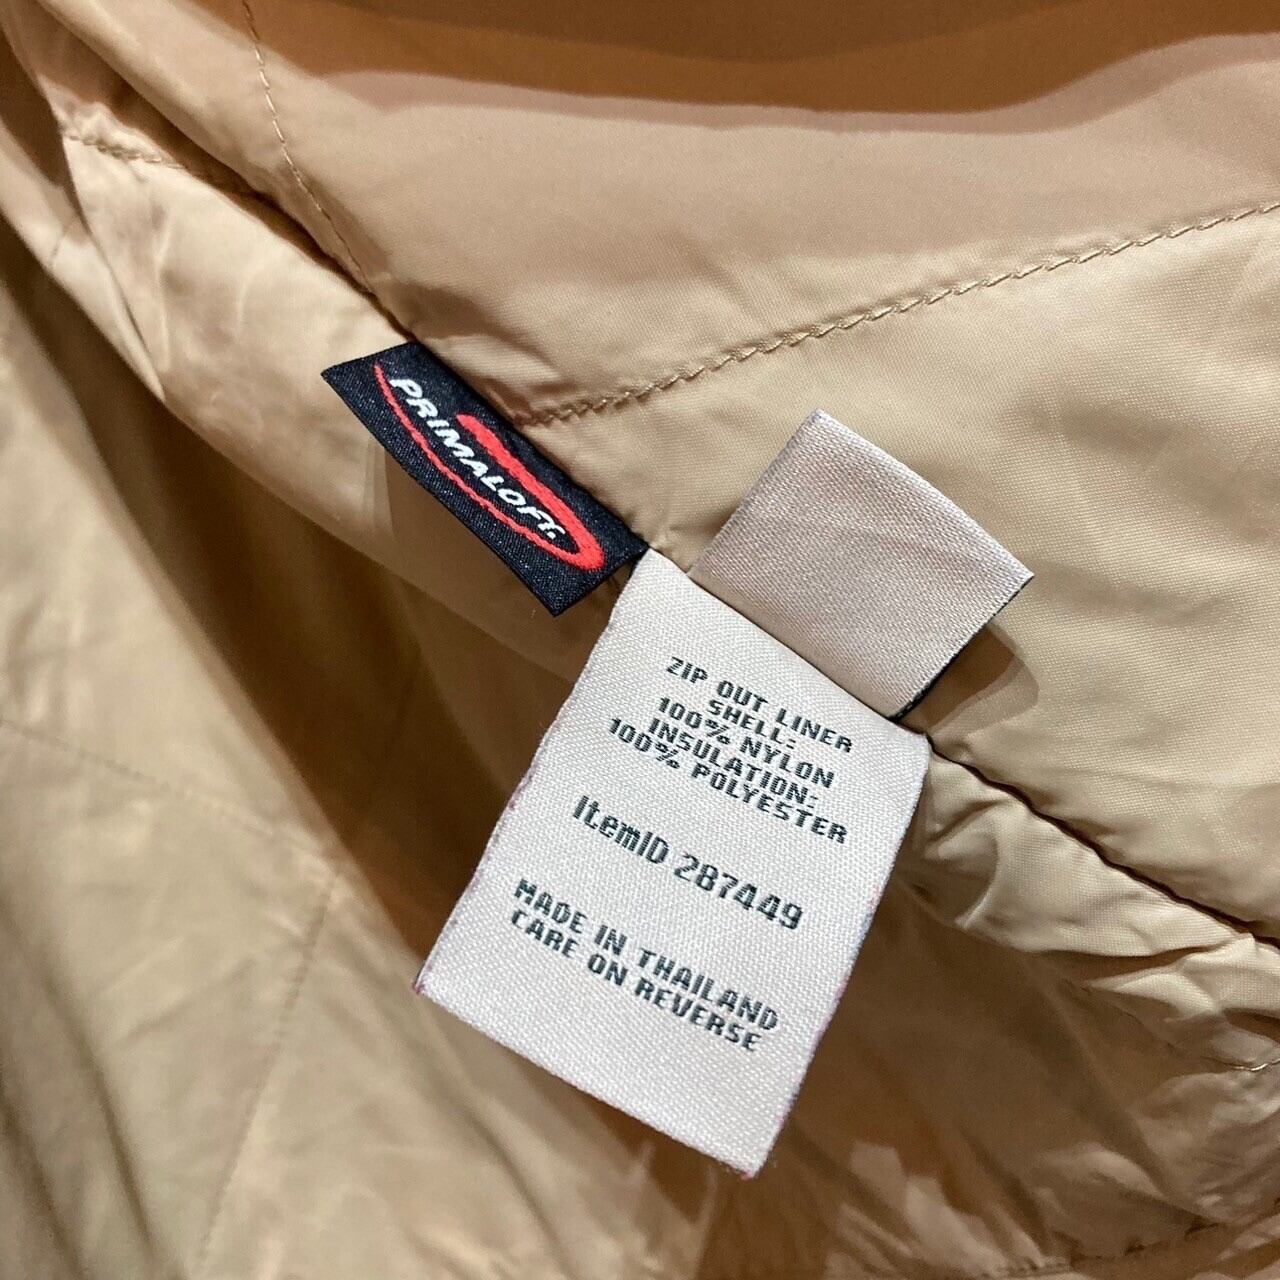 PRIMALOFT.
ZIP OUT LINER
SHELL:
100% NYLON
INSULATION:
100% POLYESTER
ItemID 287449
MADE IN THAILAND
CARE ON REVERSE